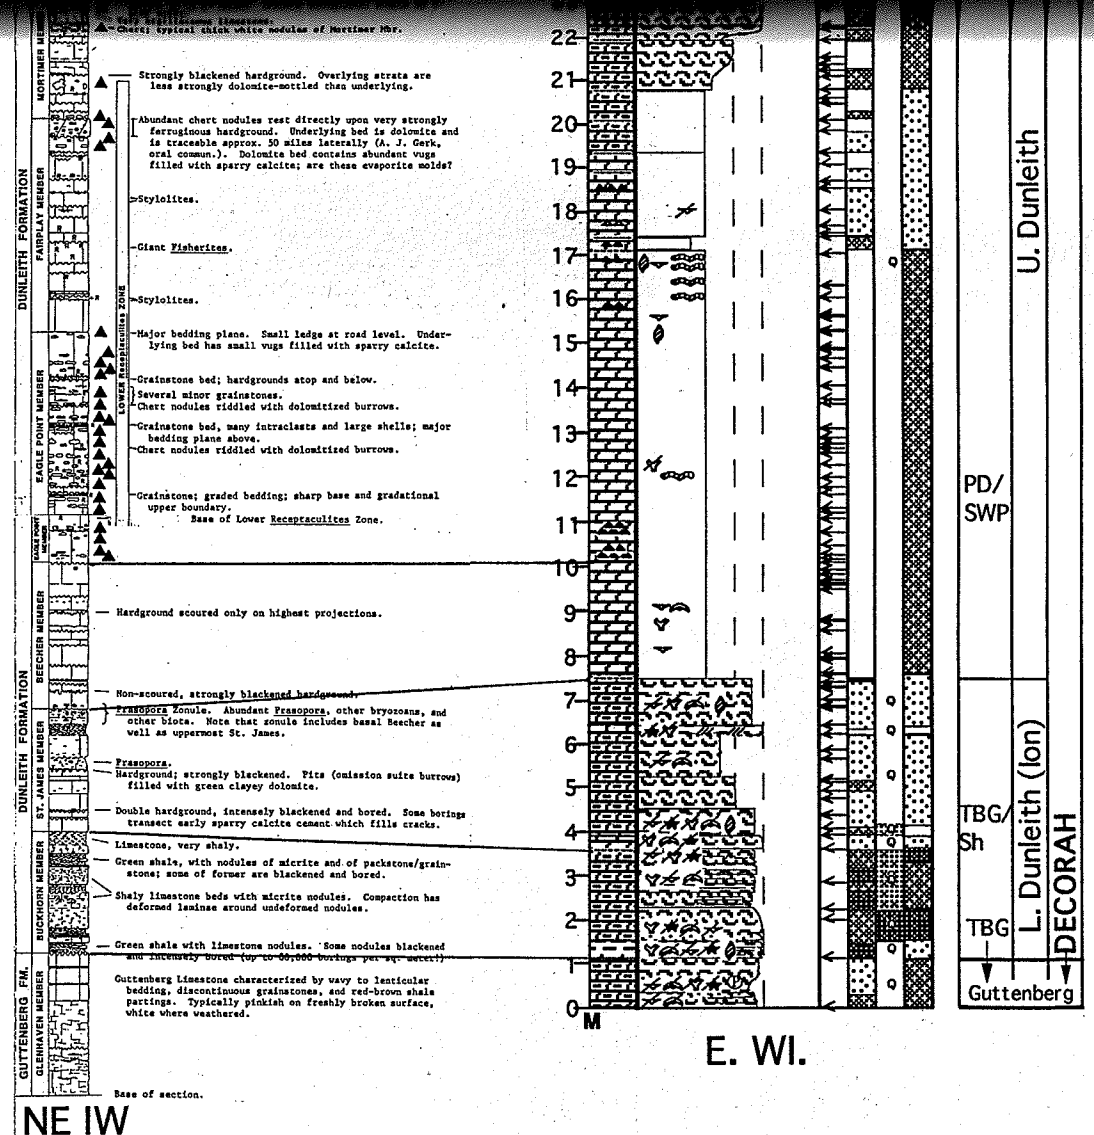 Very argillaceous limestone.
Chert; typical thick white nodules of Mortimer Mbr.
Strongly blackened hardground. Overlying strata are
less strongly dolomite-mottled than underlying.
Abundant chert nodules rest directly upon very strongly
ferruginous hardground. Underlying bed is dolomite and
is traceable approx. 50 miles laterally (A. J. Gerk,
oral commun.). Dolomite bed contains abundant vugs
filled with sparry calcite; are these evaporite molds?
Stylolites.
Giant Fisherites.
Stylolites.
Major bedding plane. Small ledge at road level. Under-
lying bed has small vugs filled with sparry calcite.
Grainstone bed; hardgrounds atop and below.
Several minor grainstones.
Chert nodules riddled with dolomitized burrows.
Grainstone bed, many intraclasts and large shells; major
bedding plane above.
Chert nodules riddled with dolomitized burrows.
Grainstone; graded bedding; sharp base and gradational
upper boundary.
Base of Lower Receptaculites Zone.
Hardground scoured only on highest projections.
Non-scoured, strongly blackened hardground.
Prasopora Zonule. Abundant Prasopora, other bryozoans, and
other biota. Note that zonule includes basal Beecher as
well as uppermost St. James.
Prasopora.
Hardground; strongly blackened. Pits (omission suite burrows)
filled with green clayey dolomite.
Double hardground, intensely blackened and bored. Some borings
transect early sparry calcite cement which fills cracks.
Limestone, very shaly.
Green shale, with nodules of micrite and of packstone/grain-
stone; some of former are blackened and bored.
Shaly limestone beds with micrite nodules. Compaction has
deformed laminae around undeformed nodules.
Green shale with limestone nodules. Some nodules blackened
and intensely bored (up to 60,000 borings per sq. meter!)
Guttenberg Limestone characterized by wavy to lenticular
bedding, discontinuous grainstones, and red-brown shale
partings. Typically pinkish on freshly broken surface,
white where weathered.
Base of section.
NE IW
DUNLEITH FORMATION
DUNLEITH FORMATION
GUTTENBERG FM.
FAIRPLAY MEMBER
EAGLE POINT MEMBER
EAGLE POINT
MEMBER
BEECHER MEMBER
ST. JAMES MEMBER
BUCKHORN MEMBER
GLENHAVEN MEMBER
LOWER Receptaculites ZONE
22
21
20
19
18
17
16
15
14
13
12
11
10
9
8
7
6
5
4
3
2
1
0
M
E. WI.
Q
Q
Q
Q
Q
Q
Q
PD/
SWP
TBG/
Sh
TBG
U. Dunleith
L. Dunleith (Ion)
DECORAH
Guttenberg